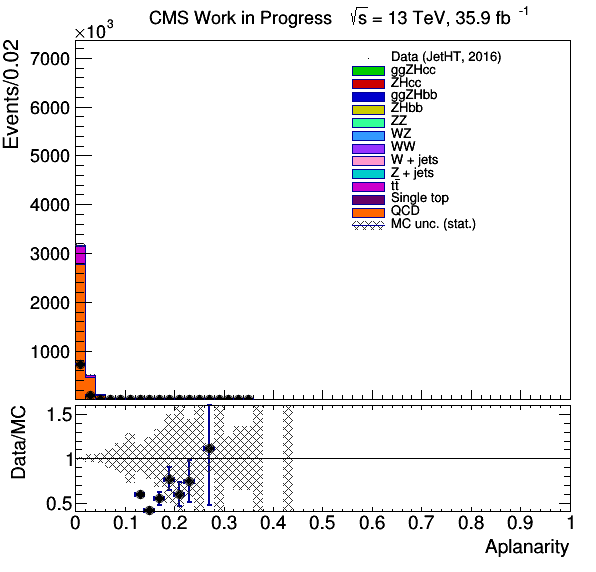 CMS Work in Progress √s = 13 TeV, 35.9 fb⁻¹
×10³
Events/0.02
7000
6000
5000
4000
3000
2000
1000
Data (JetHT, 2016)
ggZHcc
ZHcc
ggZHbb
ZHbb
ZZ
WZ
WW
W + jets
Z + jets
tt̅
Single top
QCD
MC unc. (stat.)
Data/MC
1.5
1
0.5
0 0.1 0.2 0.3 0.4 0.5 0.6 0.7 0.8 0.9 1
Aplanarity